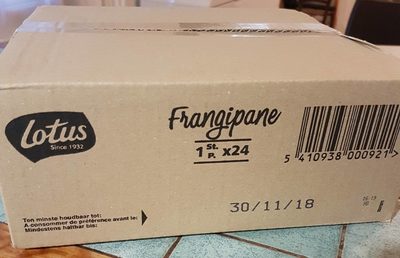 Lotus
Since 1932
Frangipane
1 St. P. x24
5 410938 000921 >
Ten minste houdbaar tot:
A consommer de préférence avant le:
Mindestens haltbar bis:
30/11/18